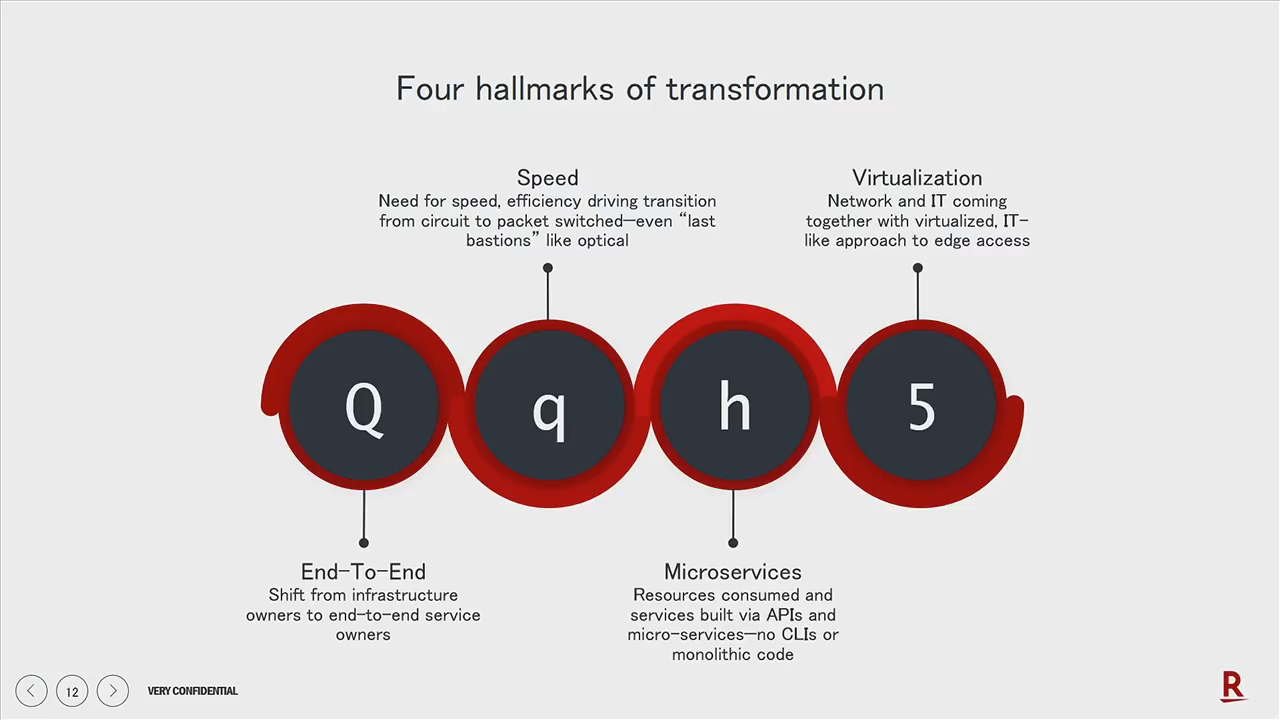 Four hallmarks of transformation
Speed
Need for speed, efficiency driving transition
from circuit to packet switched—even “last
bastions” like optical
Virtualization
Network and IT coming
together with virtualized, IT-
like approach to edge access
Q
q
h
5
End-To-End
Shift from infrastructure
owners to end-to-end service
owners
Microservices
Resources consumed and
services built via APIs and
micro-services—no CLIs or
monolithic code
12
VERY CONFIDENTIAL
R